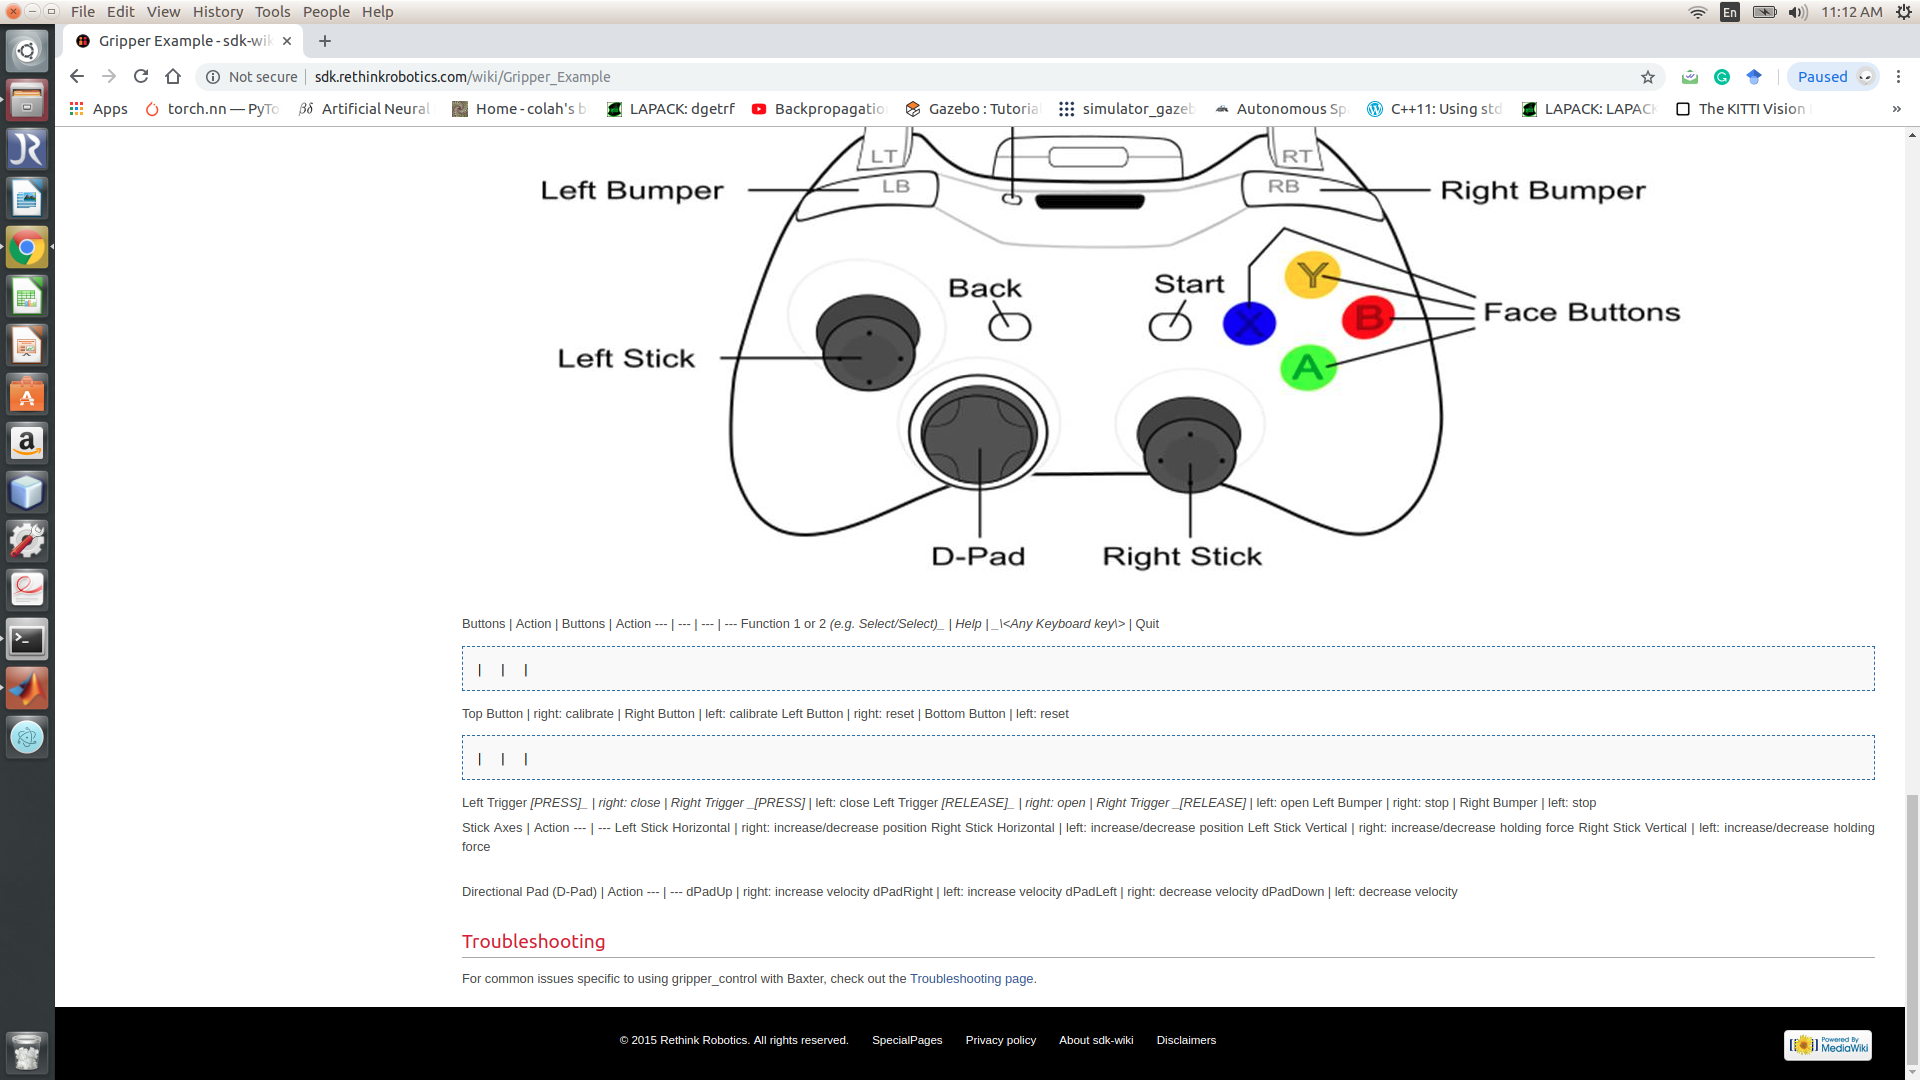 File Edit View History Tools People Help
En
11:12 AM
Gripper Example - sdk-wik
Not secure
sdk.rethinkrobotics.com/wiki/Gripper_Example
Paused
Apps
torch.nn — PyTo
βδ Artificial Neural
Home - colah's b
LAPACK: dgetrf
Backpropagatio
Gazebo : Tutoria
simulator_gazeb
Autonomous Sp
C++11: Using std
LAPACK: LAPACK
The KITTI Vision
»
LT
RT
Left Bumper
LB
RB
Right Bumper
Back
Start
Y
X
B
A
Face Buttons
Left Stick
D-Pad
Right Stick
Buttons | Action | Buttons | Action --- | --- | --- | --- Function 1 or 2 (e.g. Select/Select)_ | Help | _\<Any Keyboard key\> | Quit
| | |
Top Button | right: calibrate | Right Button | left: calibrate Left Button | right: reset | Bottom Button | left: reset
| | |
Left Trigger [PRESS]_ | right: close | Right Trigger _[PRESS] | left: close Left Trigger [RELEASE]_ | right: open | Right Trigger _[RELEASE] | left: open Left Bumper | right: stop | Right Bumper | left: stop
Stick Axes | Action --- | --- Left Stick Horizontal | right: increase/decrease position Right Stick Horizontal | left: increase/decrease position Left Stick Vertical | right: increase/decrease holding force Right Stick Vertical | left: increase/decrease holding
force
Directional Pad (D-Pad) | Action --- | --- dPadUp | right: increase velocity dPadRight | left: increase velocity dPadLeft | right: decrease velocity dPadDown | left: decrease velocity
Troubleshooting
For common issues specific to using gripper_control with Baxter, check out the Troubleshooting page.
© 2015 Rethink Robotics. All rights reserved. SpecialPages Privacy policy About sdk-wiki Disclaimers
Powered By
MediaWiki